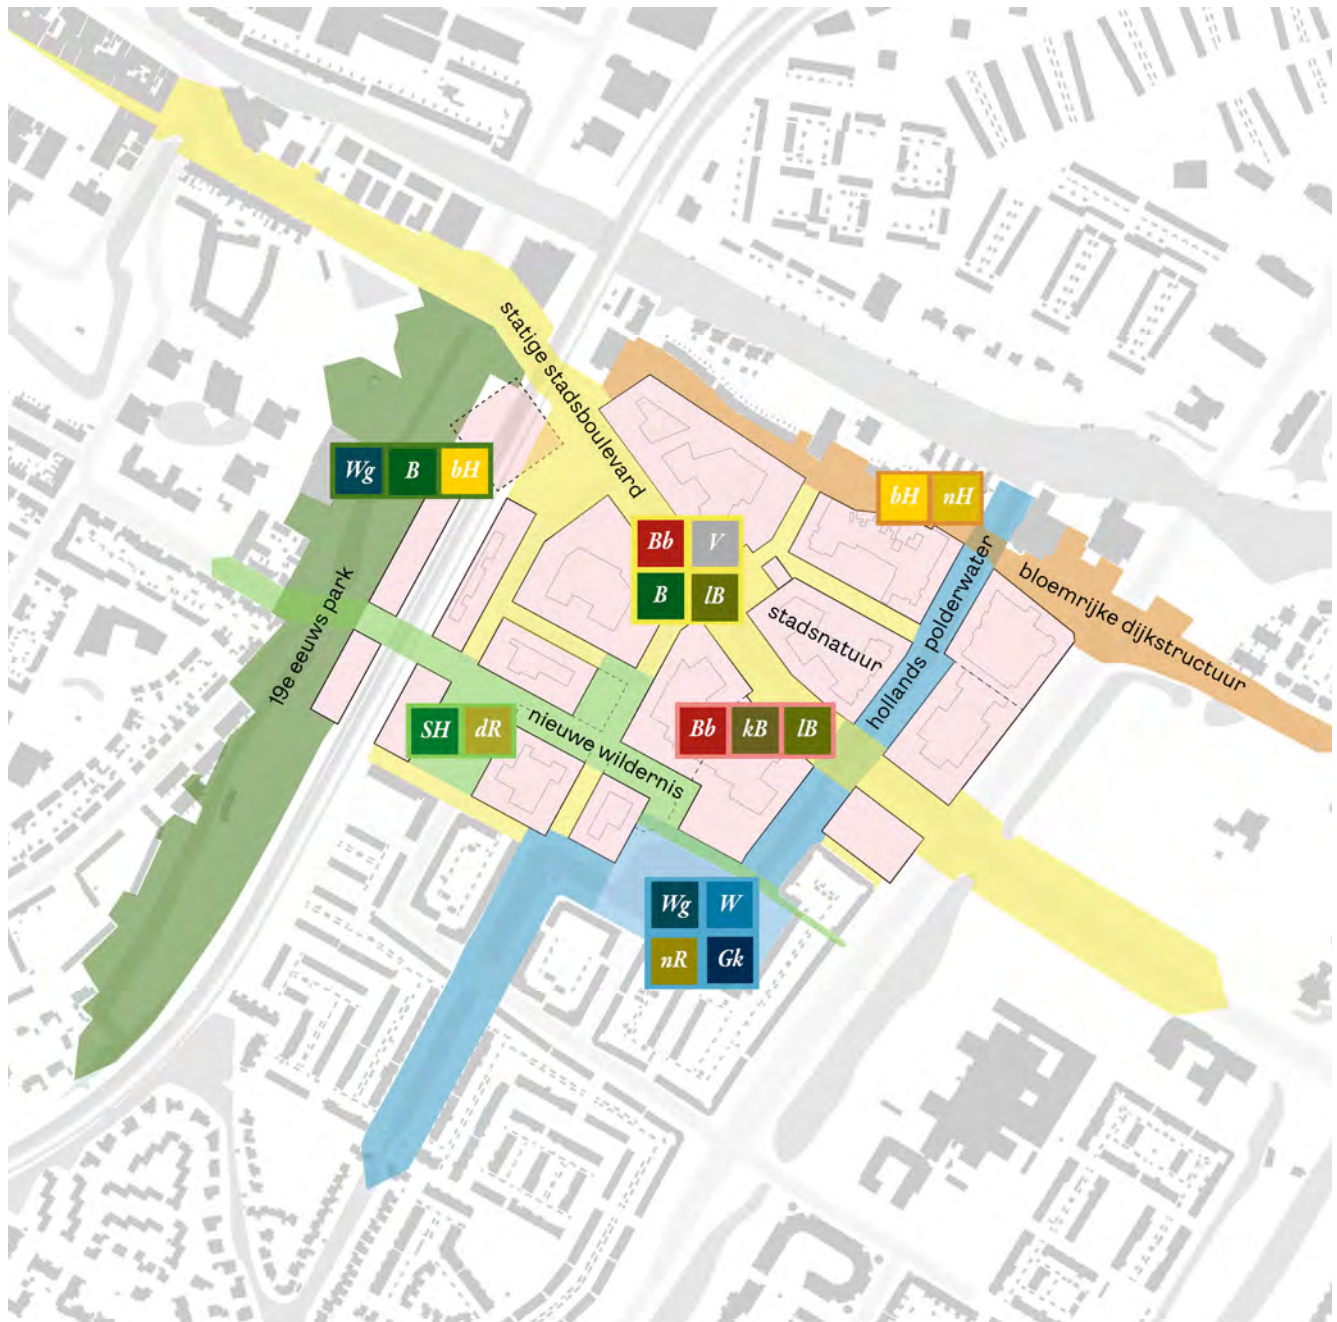 statige stadsboulevard
Wg B bH
bH nH
Bb V
B lB
hollands polderwater
bloemrijke dijkstructuur
stadsnatuur
19e eeuws park
SH dR
nieuwe wildernis
Bb kB lB
Wg W
nR Gk